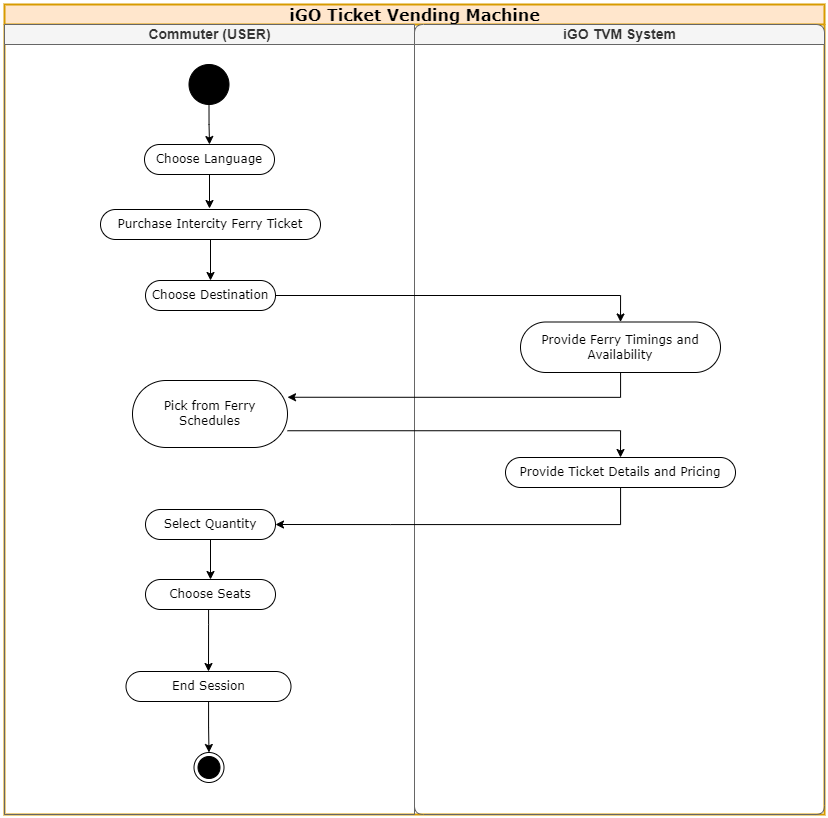 iGO Ticket Vending Machine
Commuter (USER)
iGO TVM System
Choose Language
Purchase Intercity Ferry Ticket
Choose Destination
Provide Ferry Timings and
Availability
Pick from Ferry
Schedules
Provide Ticket Details and Pricing
Select Quantity
Choose Seats
End Session